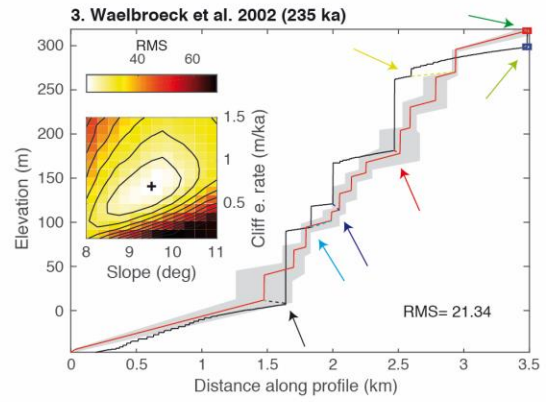 3. Waelbroeck et al. 2002 (235 ka)
RMS
40 60
300
250
200
150
100
50
0
Elevation (m)
1.5
1
0.5
Cliff e. rate (m/ka)
8 9 10 11
Slope (deg)
RMS= 21.34
0 0.5 1.0 1.5 2 2.5 3 3.5
Distance along profile (km)